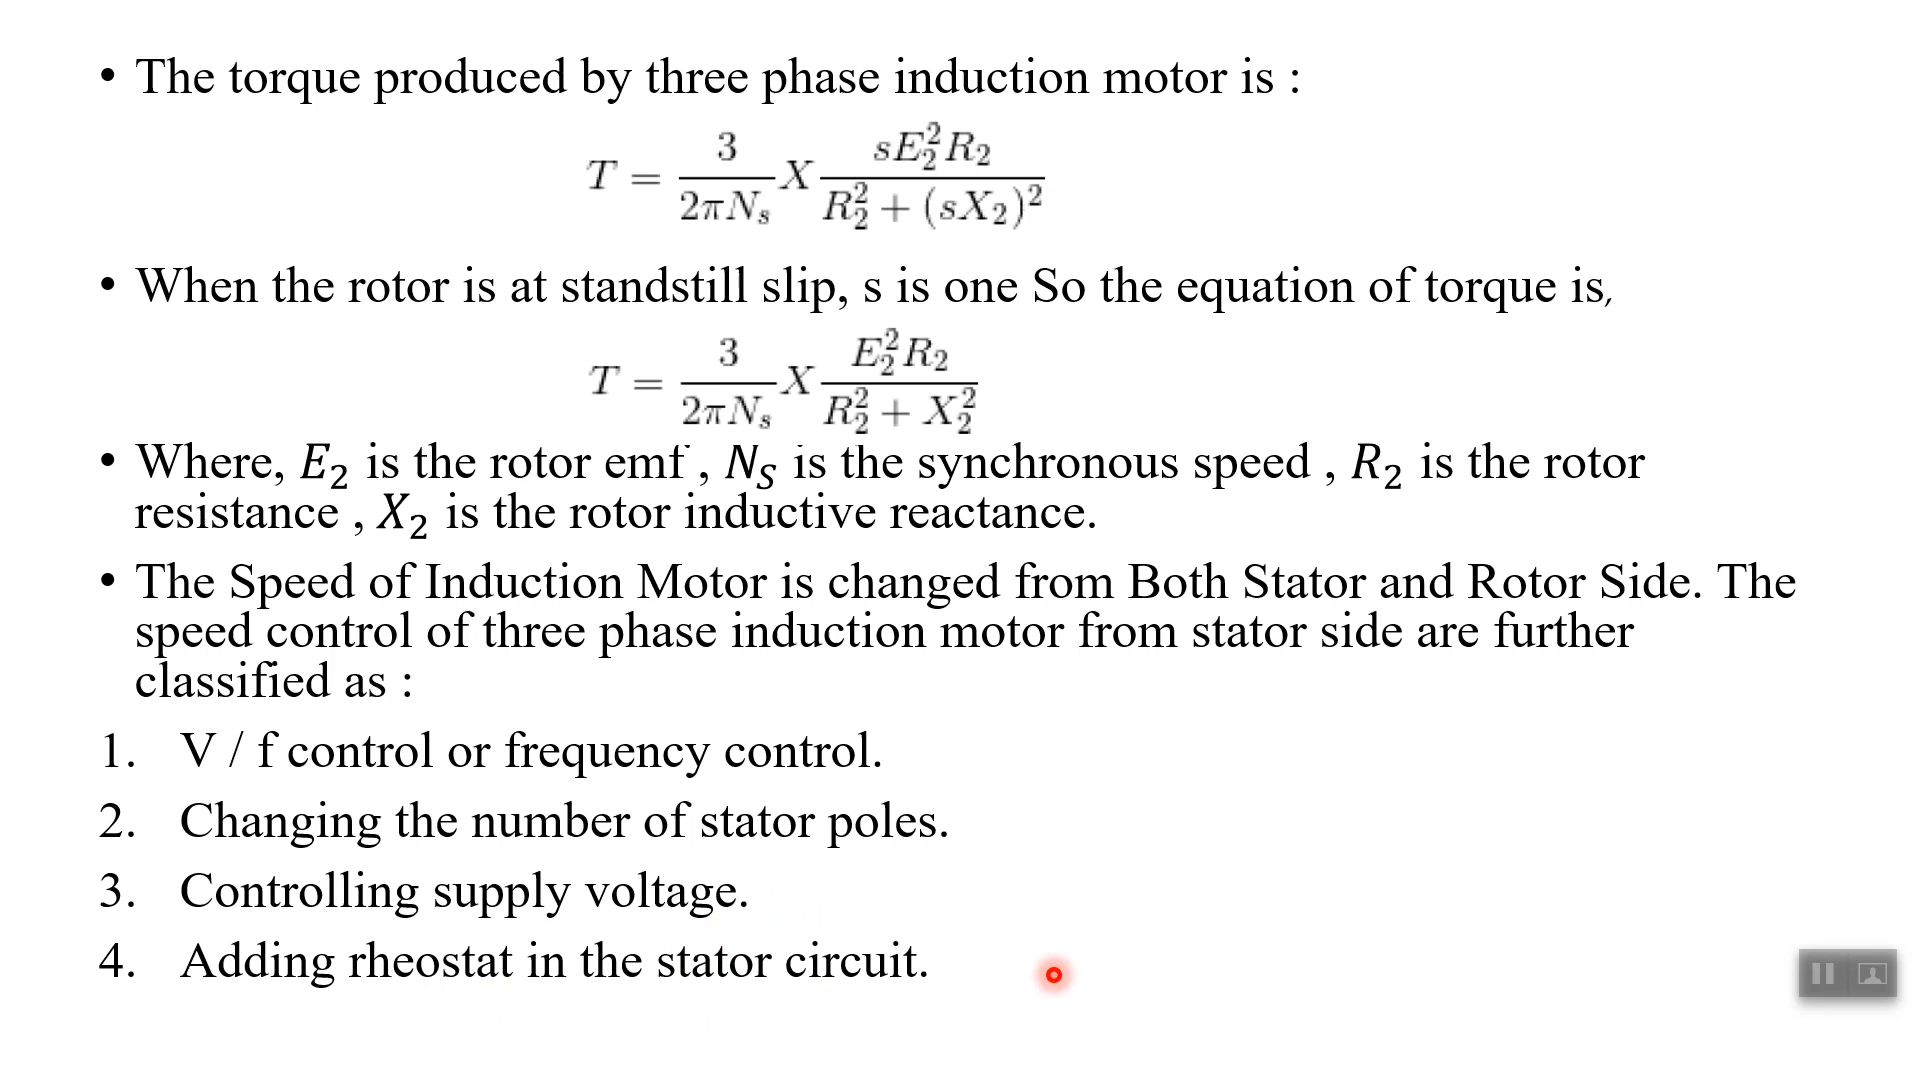 • The torque produced by three phase induction motor is :
T = \frac{3}{2πN_s} X \frac{sE_2^2R_2}{R_2^2 + (sX_2)^2}
• When the rotor is at standstill slip, s is one So the equation of torque is,
T = \frac{3}{2πN_s} X \frac{E_2^2R_2}{R_2^2 + X_2^2}
• Where, E_2 is the rotor emf , N_S is the synchronous speed , R_2 is the rotor
resistance , X_2 is the rotor inductive reactance.
• The Speed of Induction Motor is changed from Both Stator and Rotor Side. The
speed control of three phase induction motor from stator side are further
classified as :
1. V / f control or frequency control.
2. Changing the number of stator poles.
3. Controlling supply voltage.
4. Adding rheostat in the stator circuit.